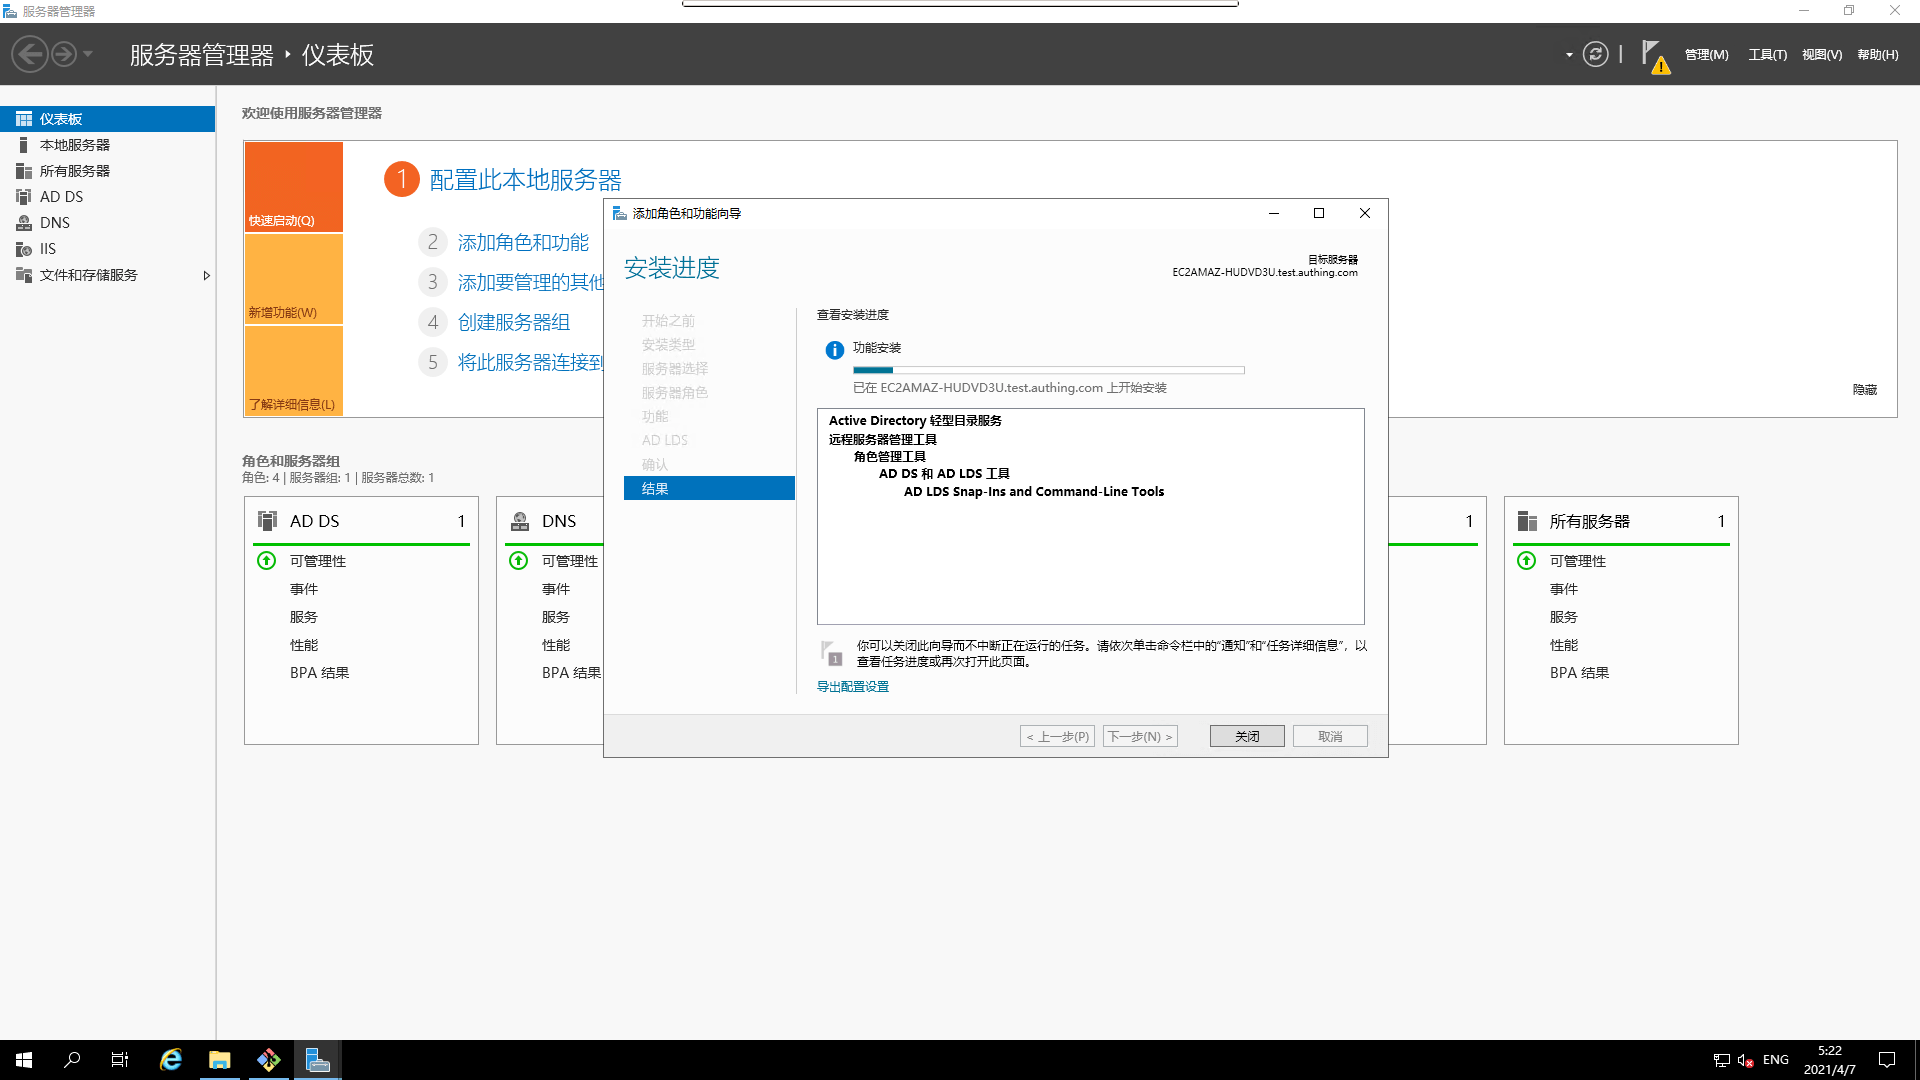 服务器管理器
服务器管理器 ‣ 仪表板
管理(M) 工具(T) 视图(V) 帮助(H)
仪表板
本地服务器
所有服务器
AD DS
DNS
IIS
文件和存储服务
欢迎使用服务器管理器
快速启动(Q)
新增功能(W)
了解详细信息(L)
1 配置此本地服务器
2 添加角色和功能
3 添加要管理的其他
4 创建服务器组
5 将此服务器连接到
隐藏
角色和服务器组
角色: 4 | 服务器组: 1 | 服务器总数: 1
AD DS 1
可管理性
事件
服务
性能
BPA 结果
DNS
可管理性
事件
服务
性能
BPA 结果
1
所有服务器 1
可管理性
事件
服务
性能
BPA 结果
添加角色和功能向导
安装进度
目标服务器
EC2AMAZ-HUDVD3U.test.authing.com
开始之前
安装类型
服务器选择
服务器角色
功能
AD LDS
确认
结果
查看安装进度
功能安装
已在 EC2AMAZ-HUDVD3U.test.authing.com 上开始安装
Active Directory 轻型目录服务
远程服务器管理工具
角色管理工具
AD DS 和 AD LDS 工具
AD LDS Snap-Ins and Command-Line Tools
1
你可以关闭此向导而不中断正在运行的任务。请依次单击命令栏中的“通知”和“任务详细信息”，以
查看任务进度或再次打开此页面。
导出配置设置
< 上一步(P) 下一步(N) > 关闭 取消
ENG
5:22
2021/4/7